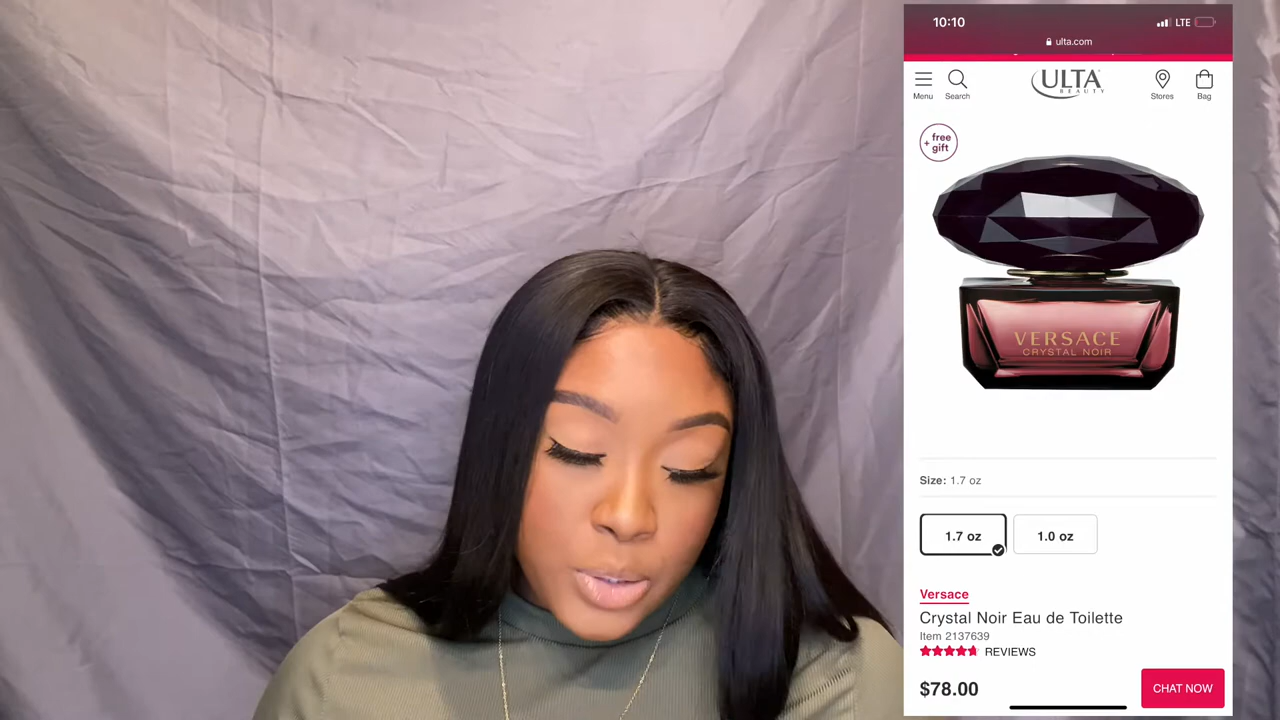 10:10
LTE
ulta.com
Menu
Search
ULTA
BEAUTY
Stores
Bag
+ free
gift
VERSACE
CRYSTAL NOIR
Size: 1.7 oz
1.7 oz
1.0 oz
Versace
Crystal Noir Eau de Toilette
Item 2137639
REVIEWS
$78.00
CHAT NOW